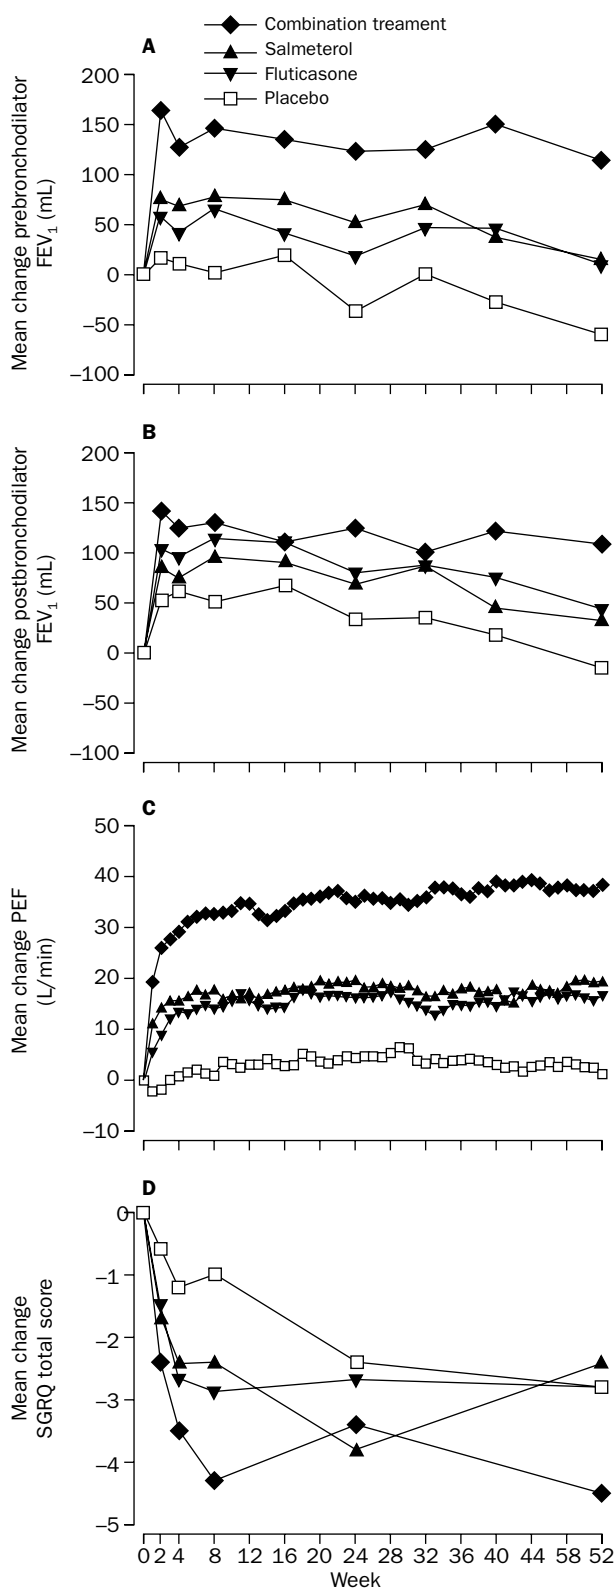 Combination treament
Salmeterol
Fluticasone
Placebo
A
Mean change prebronchodilator
FEV₁ (mL)
200
150
100
50
0
–50
–100
B
Mean change postbronchodilator
FEV₁ (mL)
200
150
100
50
0
–50
–100
C
Mean change PEF
(L/min)
50
40
30
20
10
0
–10
D
Mean change
SGRQ total score
0
–1
–2
–3
–4
–5
0 2 4 8 12 16 20 24 28 32 36 40 44 48 52
Week